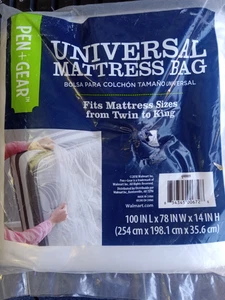 PEN+GEAR™
UNIVERSAL
MATTRESS BAG
BOLSA PARA COLCHÓN TAMAÑO UNIVERSAL
Fits Mattress Sizes
from Twin to King
Walmart.com
100 IN L x 78 IN W x 14 IN H
(254 cm x 198.1 cm x 35.6 cm)